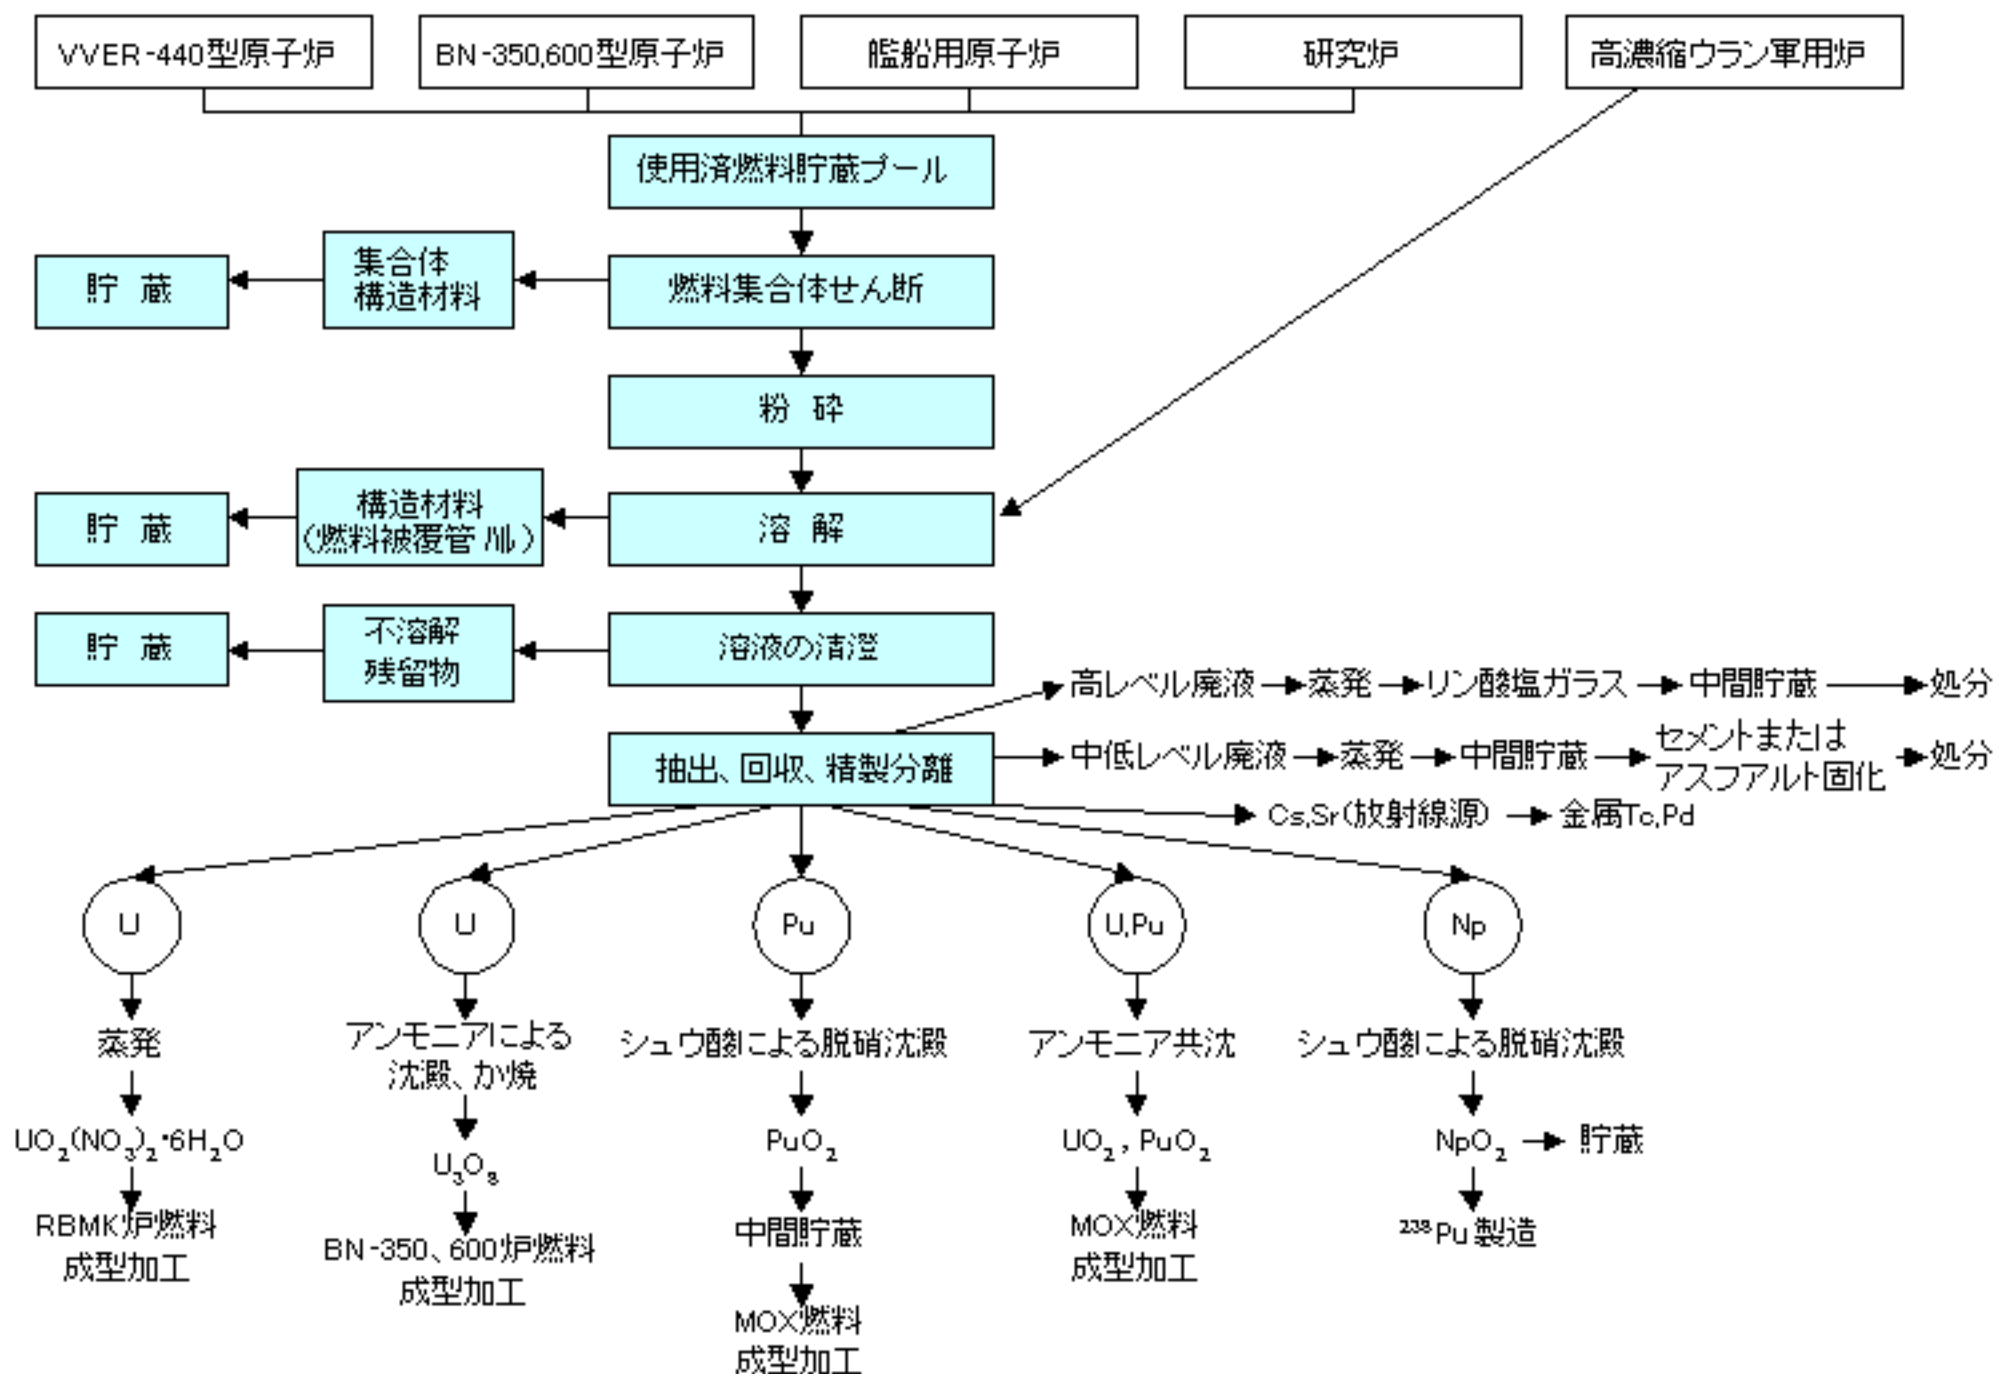 VVER-440型原子炉
BN-350,600型原子炉
艦船用原子炉
研究炉
高濃縮ウラン軍用炉
使用済燃料貯蔵プール
貯 蔵
集合体
構造材料
燃料集合体せん断
粉 砕
貯 蔵
構造材料
(燃料被覆管ハル)
溶 解
貯 蔵
不溶解
残留物
溶液の清澄
高レベル廃液
蒸発
リン酸塩ガラス
中間貯蔵
処分
抽出、回収、精製分離
中低レベル廃液
蒸発
中間貯蔵
セメントまたは
アスフアルト固化
処分
Cs,Sr(放射線源)
金属Tc,Pd
U
U
Pu
U,Pu
Np
蒸発
アンモニアによる
沈澱、か焼
シュウ酸による脱硝沈澱
アンモニア共沈
シュウ酸による脱硝沈澱
UO₂(NO₃)₂・6H₂O
U₃O₈
PuO₂
UO₂, PuO₂
NpO₂
貯蔵
RBMK炉燃料
成型加工
BN-350、600炉燃料
成型加工
中間貯蔵
MOX燃料
成型加工
²³⁸Pu製造
MOX燃料
成型加工